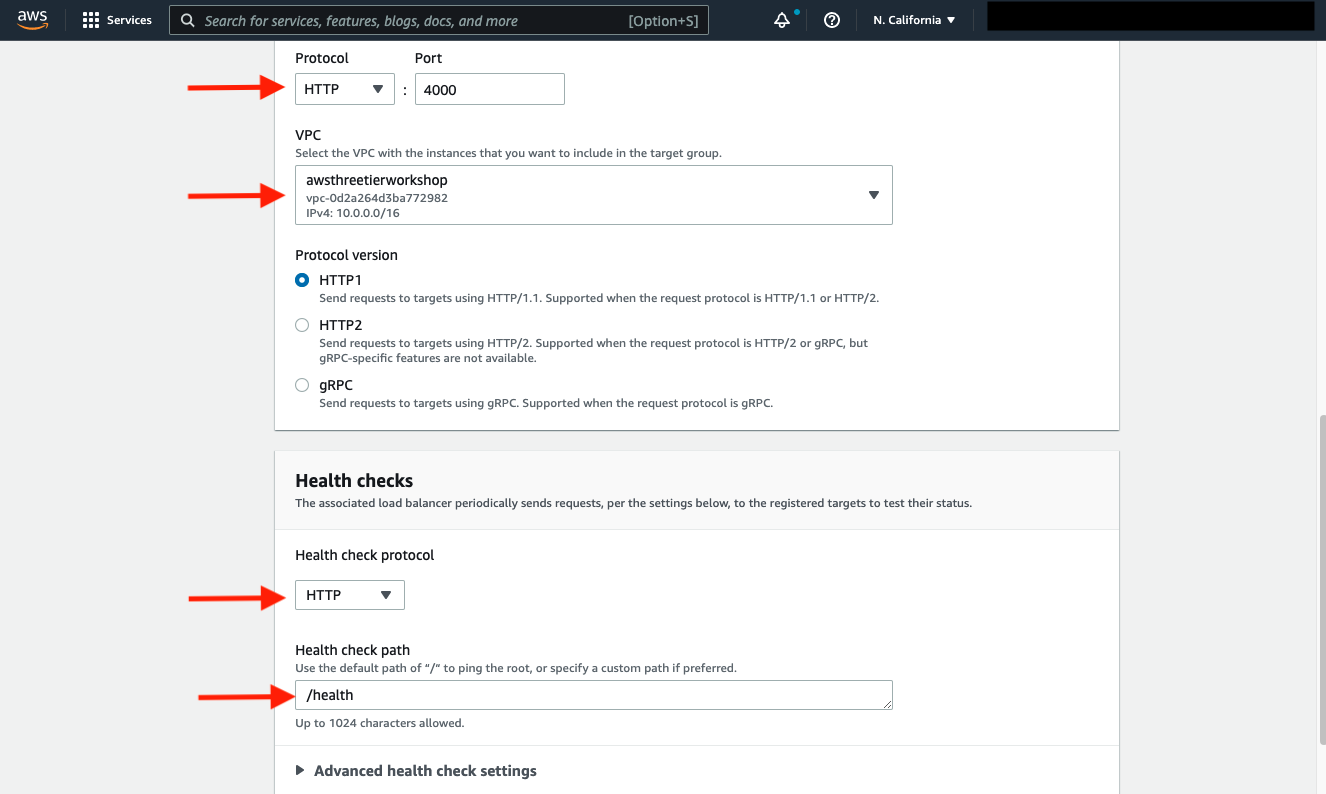 aws
Services
Search for services, features, blogs, docs, and more
[Option+S]
N. California
Protocol
Port
HTTP
:
4000
VPC
Select the VPC with the instances that you want to include in the target group.
awsthreetierworkshop
vpc-0d2a264d3ba772982
IPv4: 10.0.0.0/16
Protocol version
HTTP1
Send requests to targets using HTTP/1.1. Supported when the request protocol is HTTP/1.1 or HTTP/2.
HTTP2
Send requests to targets using HTTP/2. Supported when the request protocol is HTTP/2 or gRPC, but
gRPC-specific features are not available.
gRPC
Send requests to targets using gRPC. Supported when the request protocol is gRPC.
Health checks
The associated load balancer periodically sends requests, per the settings below, to the registered targets to test their status.
Health check protocol
HTTP
Health check path
Use the default path of “/” to ping the root, or specify a custom path if preferred.
/health
Up to 1024 characters allowed.
Advanced health check settings